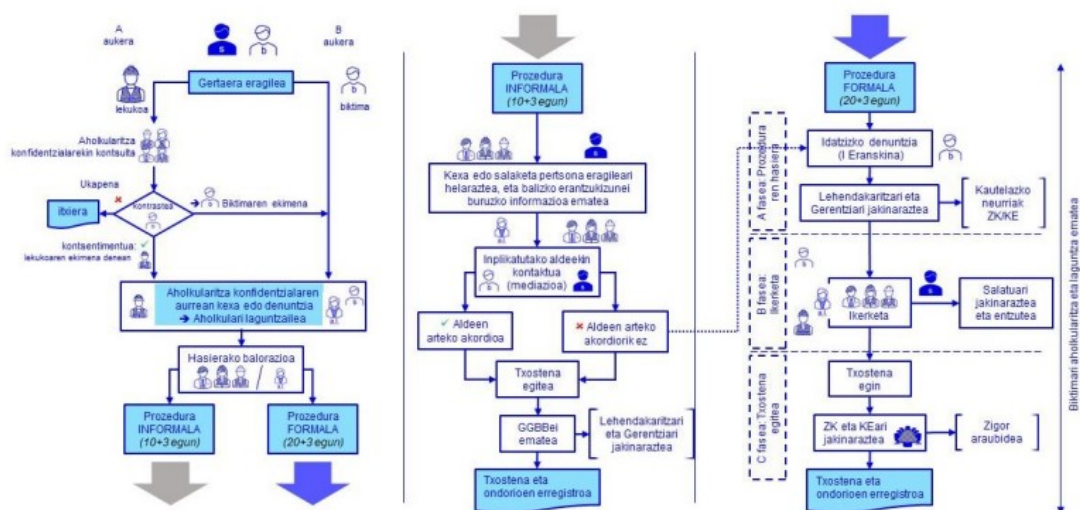 A
aukera
B
aukera
s
b
Gertaera eragilea
lekukoa
b
biktima
Aholkularitza
konfidentzialarekin kontsulta
Ukapena
itxiera
kontrastea
b
➔ b Biktimaren ekimena
kontsentimentua:
lekukoaren ekimena denean
Aholkularitza konfidentzialaren
aurrean kexa edo denuntzia
➔ Aholkulari laguntzailea
b
a.l.
Hasierako balorazioa
/
a.l.
Prozedura
INFORMALA
(10+3 egun)
Prozedura
FORMALA
(20+3 egun)
Prozedura
INFORMALA
(10+3 egun)
s
Kexa edo salaketa pertsona eragileari
helaraztea, eta balizko erantzukizunei
buruzko informazioa ematea
a.l.
Inplikatutako aldeekin
kontaktua
(mediazioa)
b
s
Aldeen
arteko akordioa
Aldeen arteko
akordiorik ez
Txostena
egitea
GGBBei
ematea
Lehendakaritzari
eta Gerentziari
jakinaraztea
Txostena eta
ondorioen erregistroa
Prozedura
FORMALA
(20+3 egun)
A fasea: Prozedura
ren hasiera
Idatzizko denuntzia
(I Eranskina)
b
Lehendakaritzari eta
Gerentziari jakinaraztea
Kautelazko
neurriak
ZK/KE
B fasea:
Ikerketa
b
a.l.
Ikerketa
s
Salatuari
jakinaraztea
eta entzutea
C fasea: Txostena
egitea
Txostena
egin
ZK eta KEari
jakinaraztea
Zigor
araubidea
Txostena eta
ondorioen erregistroa
Biktimari aholkularitza eta laguntza ematea